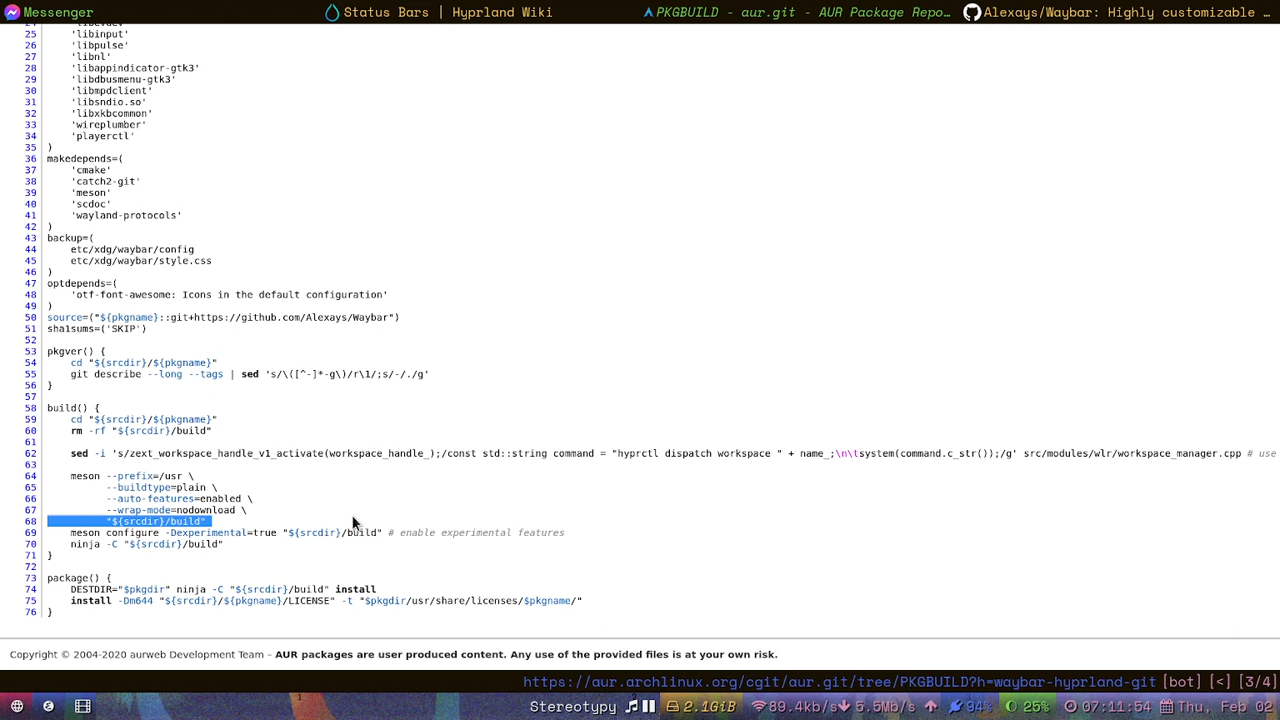 Messenger
Status Bars | Hyprland Wiki
PKGBUILD - aur.git - AUR Package Repo…
Alexays/Waybar: Highly customizable …
25 'libinput'
26 'libpulse'
27 'libnl'
28 'libappindicator-gtk3'
29 'libdbusmenu-gtk3'
30 'libmpdclient'
31 'libsndio.so'
32 'libxkbcommon'
33 'wireplumber'
34 'playerctl'
35 )
36 makedepends=(
37 'cmake'
38 'catch2-git'
39 'meson'
40 'scdoc'
41 'wayland-protocols'
42 )
43 backup=(
44 etc/xdg/waybar/config
45 etc/xdg/waybar/style.css
46 )
47 optdepends=(
48 'otf-font-awesome: Icons in the default configuration'
49 )
50 source=("${pkgname}::git+https://github.com/Alexays/Waybar")
51 sha1sums=('SKIP')
52
53 pkgver() {
54 cd "${srcdir}/${pkgname}"
55 git describe --long --tags | sed 's/\([^-]*-g\)/r\1/;s/-/./g'
56 }
57
58 build() {
59 cd "${srcdir}/${pkgname}"
60 rm -rf "${srcdir}/build"
61
62 sed -i 's/zext_workspace_handle_v1_activate(workspace_handle_);/const std::string command = "hyprctl dispatch workspace " + name_;\n\tsystem(command.c_str());/g' src/modules/wlr/workspace_manager.cpp # use
63
64 meson --prefix=/usr \
65 --buildtype=plain \
66 --auto-features=enabled \
67 --wrap-mode=nodownload \
68 "${srcdir}/build"
69 meson configure -Dexperimental=true "${srcdir}/build" # enable experimental features
70 ninja -C "${srcdir}/build"
71 }
72
73 package() {
74 DESTDIR="$pkgdir" ninja -C "${srcdir}/build" install
75 install -Dm644 "${srcdir}/${pkgname}/LICENSE" -t "$pkgdir/usr/share/licenses/$pkgname/"
76 }
Copyright © 2004-2020 aurweb Development Team – AUR packages are user produced content. Any use of the provided files is at your own risk.
https://aur.archlinux.org/cgit/aur.git/tree/PKGBUILD?h=waybar-hyprland-git [bot] [<] [3/4]
1
Stereotypy 2.1GiB 89.4kb/s 5.5Mb/s 94% 25% 07:11:54 Thu, Feb 02